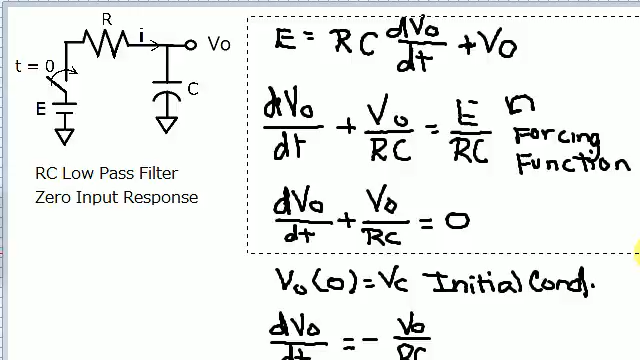 R
i
Vo
t = 0
C
E
RC Low Pass Filter
Zero Input Response
E = RC dVo/dt + Vo
dVo/dt + Vo/RC = E/RC
Forcing
Function
dVo/dt + Vo/RC = 0
Vo(0) = Vc Initial Cond.
dVo/dt = - Vo/RC